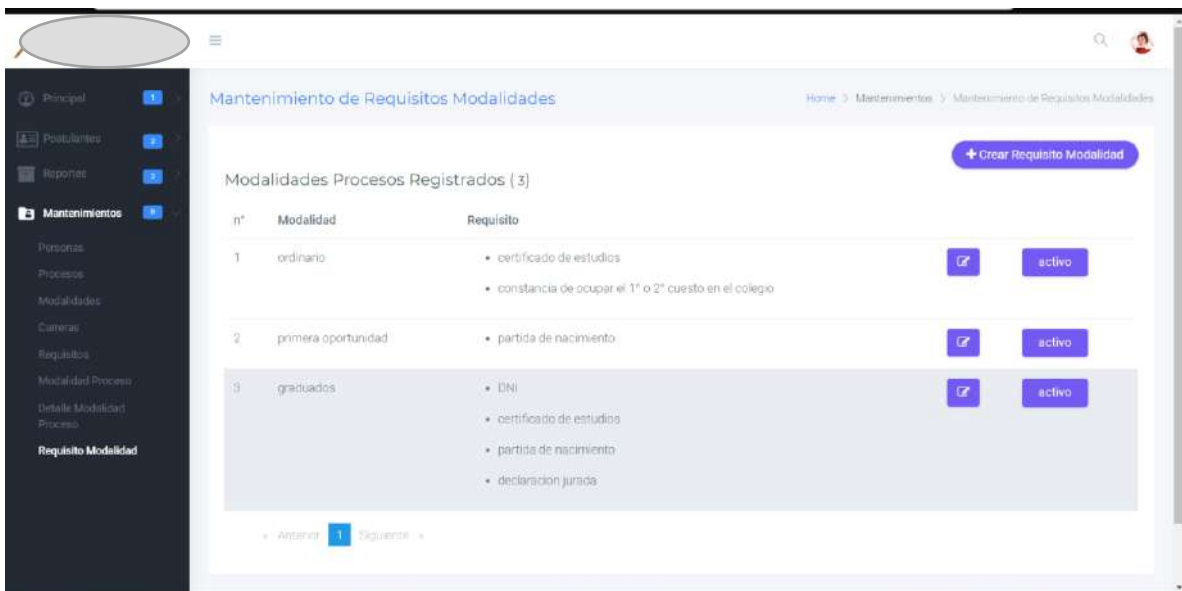 Principal 1
Postulantes 2
Reportes
Mantenimientos 8
Personas
Procesos
Modalidades
Carreras
Requisitos
Modalidad Proceso
Detalle Modalidad
Proceso
Requisito Modalidad
Mantenimiento de Requisitos Modalidades
Home > Mantenimientos > Mantenimiento de Requisitos Modalidades
+ Crear Requisito Modalidad
Modalidades Procesos Registrados ( 3 )
n° Modalidad Requisito
1 ordinario • certificado de estudios activo
• constancia de ocupar el 1° o 2° cuesto en el colegio
2 primera oportunidad • partida de nacimiento activo
3 graduados • DNI activo
• certificado de estudios
• partida de nacimiento
• declaracion jurada
« Anterior 1 Siguiente »